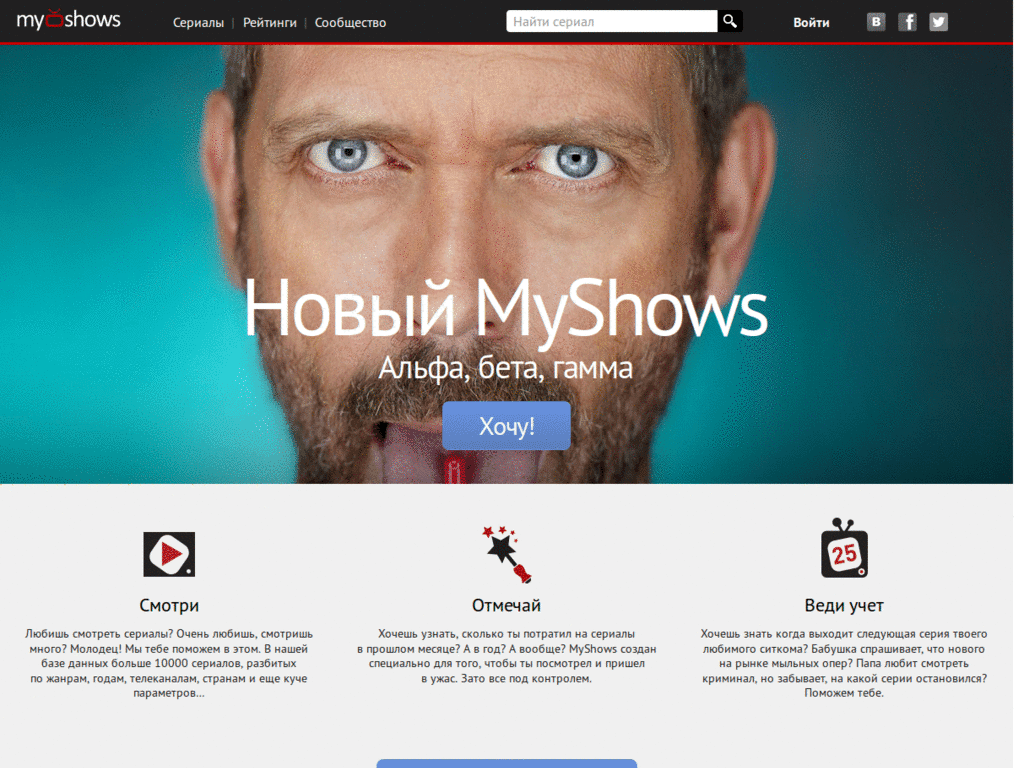 myshows
Сериалы | Рейтинги | Сообщество
Найти сериал
Войти
B f
Новый MyShows
Альфа, бета, гамма
Хочу!
25
Смотри
Любишь смотреть сериалы? Очень любишь, смотришь
много? Молодец! Мы тебе поможем в этом. В нашей
базе данных больше 10000 сериалов, разбитых
по жанрам, годам, телеканалам, странам и еще куче
параметров...
Отмечай
Хочешь узнать, сколько ты потратил на сериалы
в прошлом месяце? А в год? А вообще? MyShows создан
специально для того, чтобы ты посмотрел и пришел
в ужас. Зато все под контролем.
Веди учет
Хочешь знать когда выходит следующая серия твоего
любимого ситкома? Бабушка спрашивает, что нового
на рынке мыльных опер? Папа любит смотреть
криминал, но забывает, на какой серии остановился?
Поможем тебе.